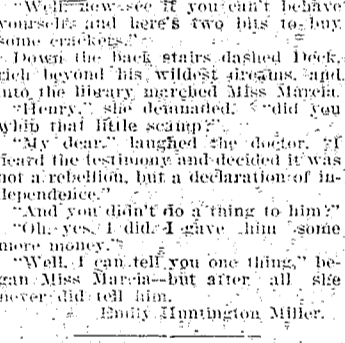 "Well, now see if you can't behave
yourself, and here's two bits to buy
some crackers."
Down the back stairs dashed Deck,
rich beyond his wildest dreams, and
into the library marched Miss Marcia.
"Henry," she demanded, "did you
whip that little scamp?"
"My dear," laughed the doctor, "I
heard the testimony and decided it was
not a rebellion, but a declaration of in-
dependence."
"And you didn't do a thing to him?"
"Oh, yes, I did. I gave him some
more money."
"Well, I can tell you one thing," be-
gan Miss Marcia—but after all she
never did tell him.
Emily Huntington Miller.